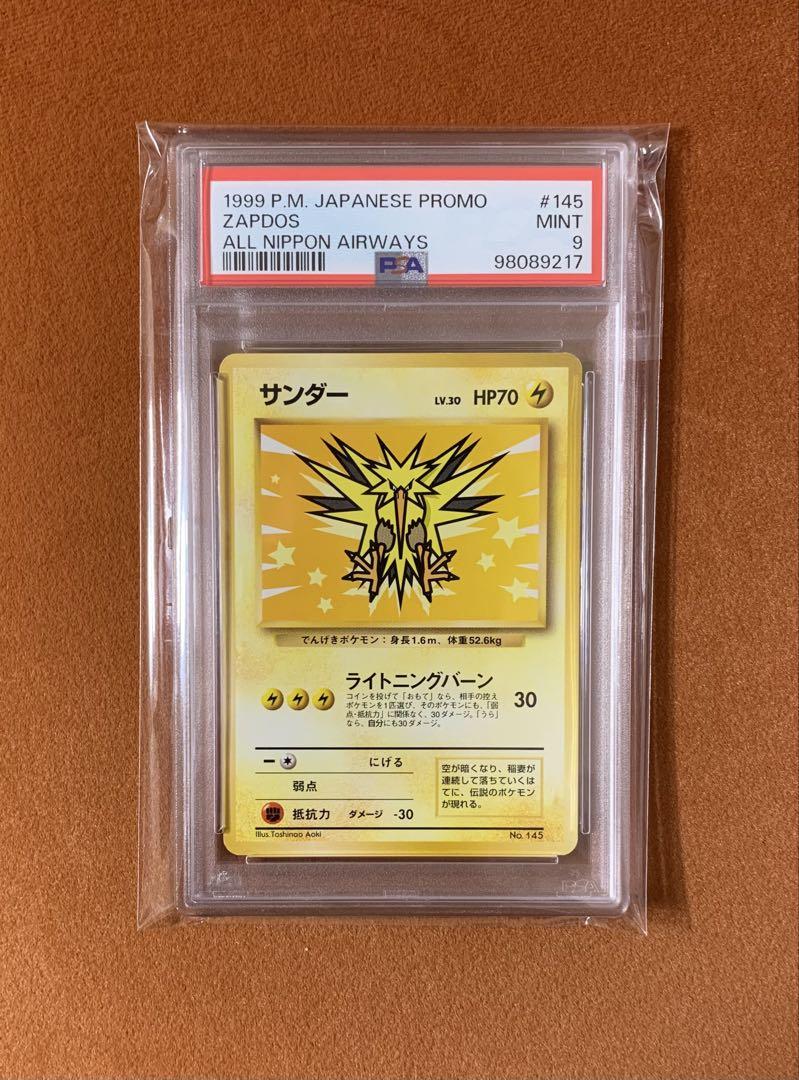 1999 P.M. JAPANESE PROMO #145
ZAPDOS MINT
ALL NIPPON AIRWAYS 9
PSA 98089217
サンダー LV.30 HP70
でんげきポケモン：身長1.6m、体重52.6kg
ライトニングバーン 30
コインを投げて「おもて」なら、相手の控え
ポケモンを1匹選び、そのポケモンにも、「弱
点・抵抗力」に関係なく、30ダメージ。「うら」
なら、自分にも30ダメージ。
にげる
弱点
抵抗力 ダメージ -30
空が暗くなり、稲妻が
連続して落ちていくは
てに、伝説のポケモン
が現れる。
Illus.Toshinao Aoki No. 145
PSA